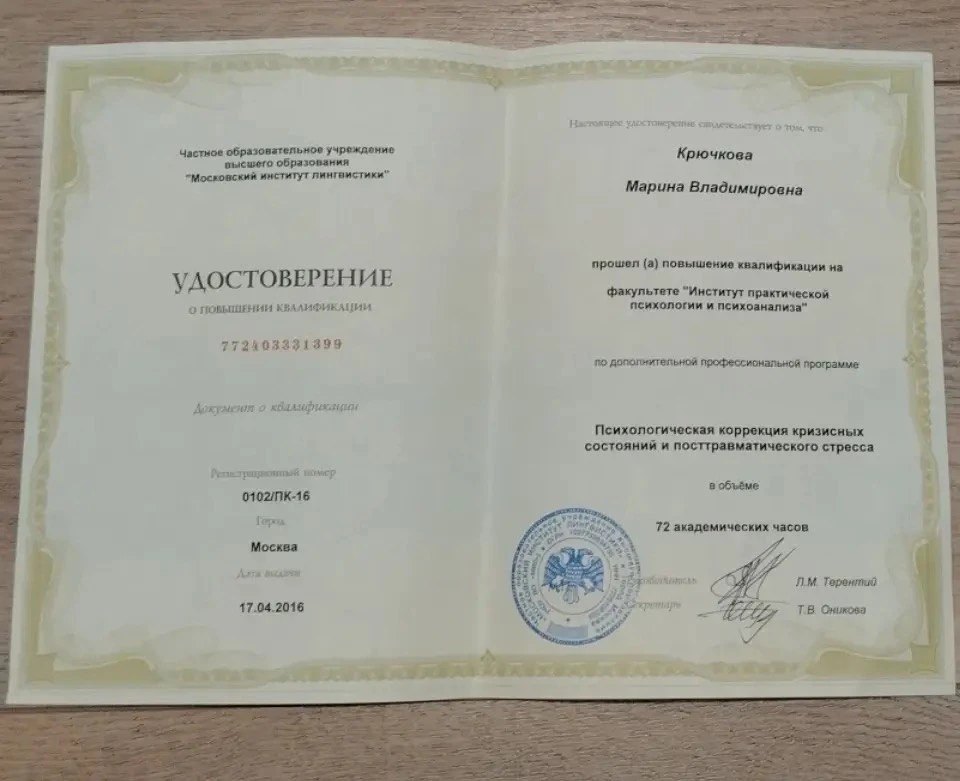 Частное образовательное учреждение
высшего образования
"Московский институт лингвистики"
УДОСТОВЕРЕНИЕ
О ПОВЫШЕНИИ КВАЛИФИКАЦИИ
772403331399
Документ о квалификации
Регистрационный номер
0102/ПК-16
Город
Москва
Дата выдачи
17.04.2016
Настоящее удостоверение свидетельствует о том, что
Крючкова
Марина Владимировна
прошел (а) повышение квалификации на
факультете "Институт практической
психологии и психоанализа"
по дополнительной профессиональной программе
Психологическая коррекция кризисных
состояний и посттравматического стресса
в объёме
72 академических часов
Л.М. Терентий
Т.В. Оникова